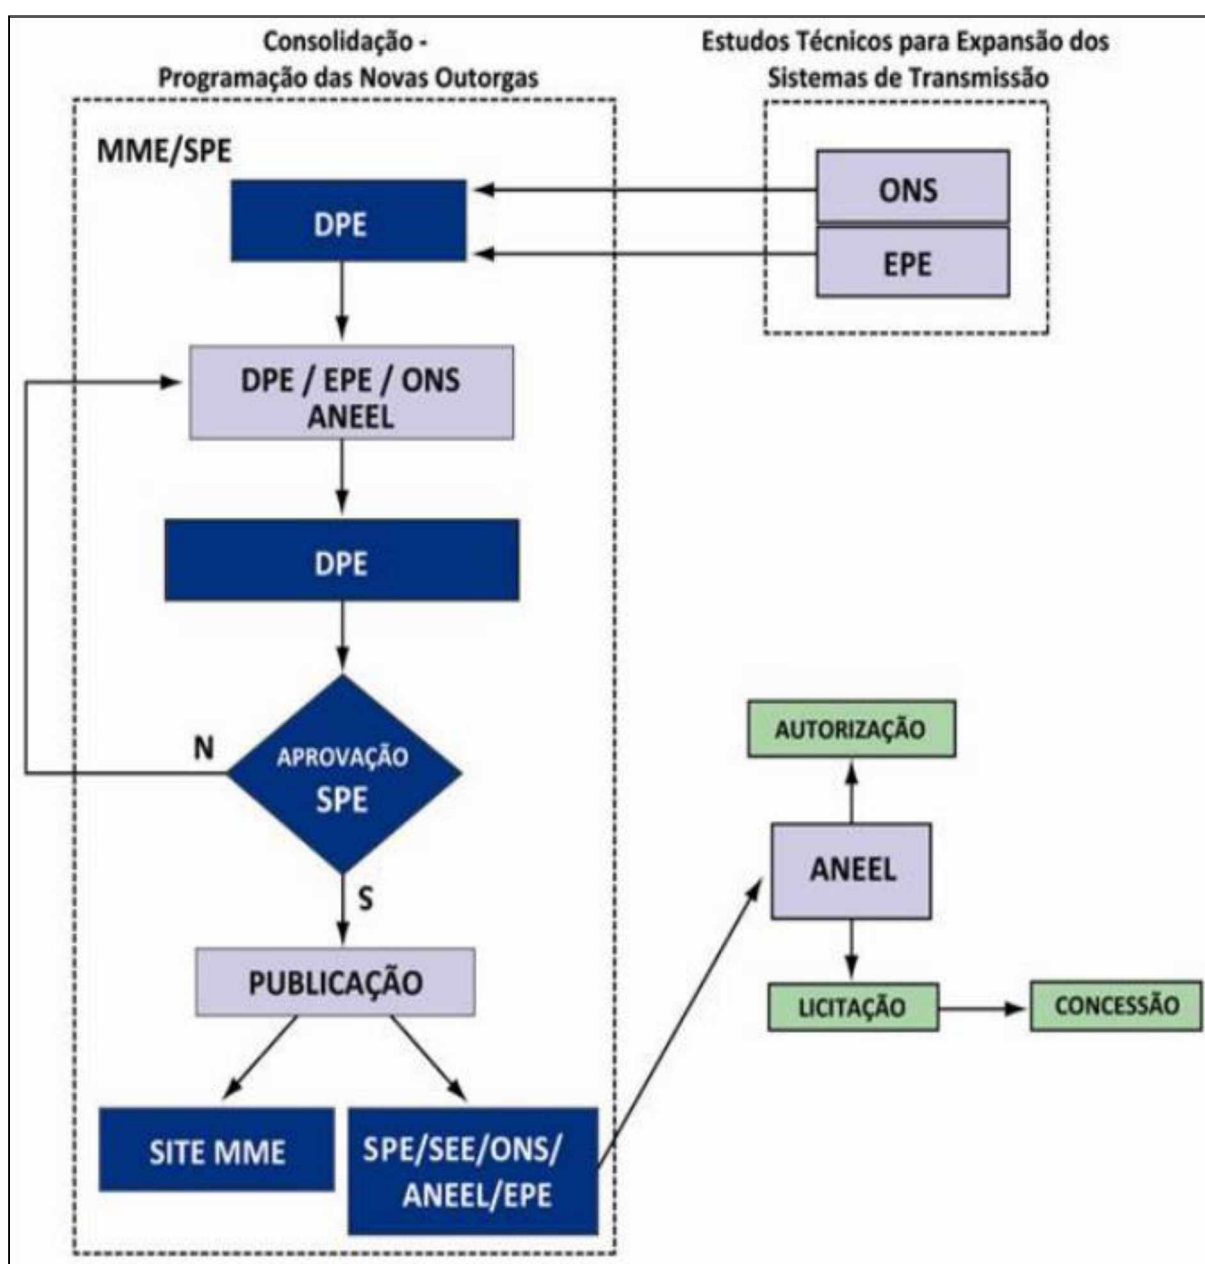 Consolidação -
Programação das Novas Outorgas
Estudos Técnicos para Expansão dos
Sistemas de Transmissão
MME/SPE
DPE
ONS
EPE
DPE / EPE / ONS
ANEEL
DPE
N
APROVAÇÃO
SPE
S
PUBLICAÇÃO
SITE MME
SPE/SEE/ONS/
ANEEL/EPE
AUTORIZAÇÃO
ANEEL
LICITAÇÃO
CONCESSÃO